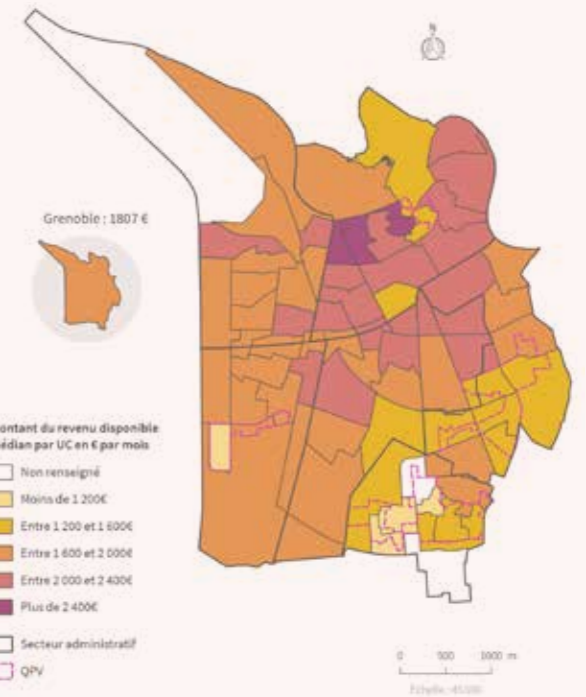 N
Grenoble : 1807 €
ontant du revenu disponible
édian par UC en € par mois
Non renseigné
Moins de 1 200€
Entre 1 200 et 1 600€
Entre 1 600 et 2 000€
Entre 2 000 et 2 400€
Plus de 2 400€
Secteur administratif
QPV
0 500 1000 m